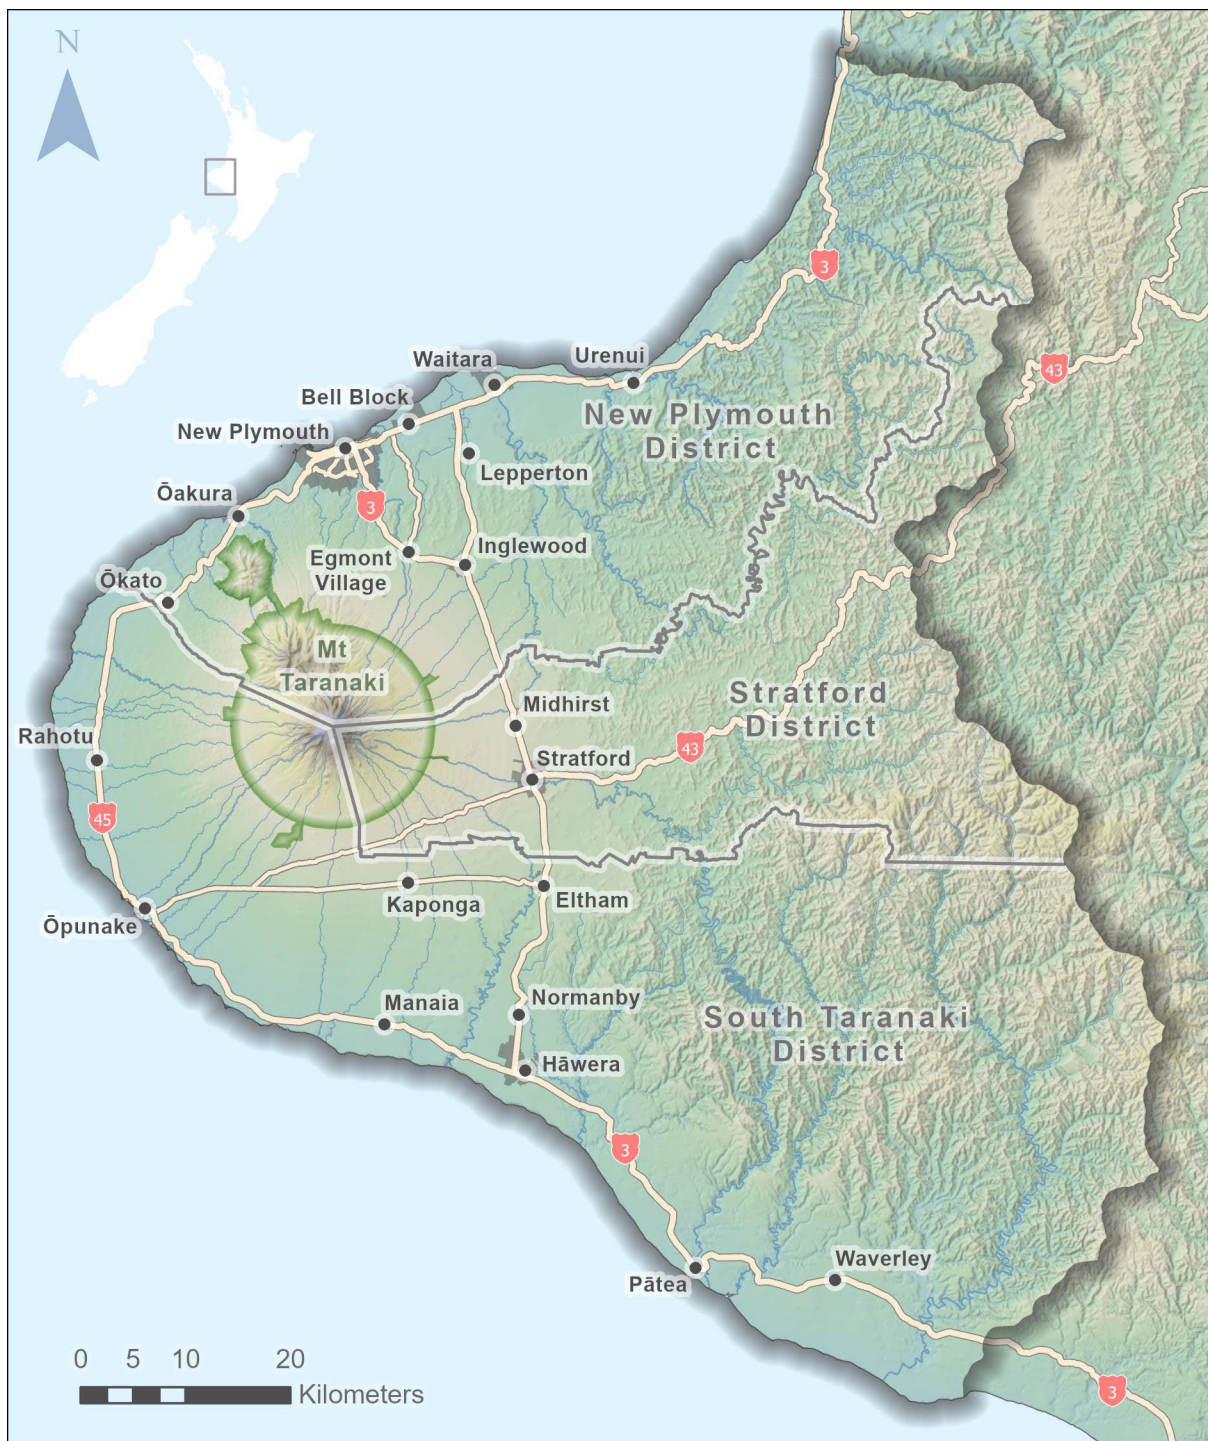 N
3
43
Waitara
Urenui
Bell Block
New Plymouth
District
New Plymouth
Lepperton
Ōakura
3
Egmont
Village
Inglewood
Ōkato
Mt
Taranaki
Stratford
District
Midhirst
Rahotu
43
Stratford
45
Kaponga
Eltham
Ōpunake
Manaia
Normanby
South Taranaki
District
Hāwera
3
Waverley
Pātea
0 5 10 20
Kilometers
3